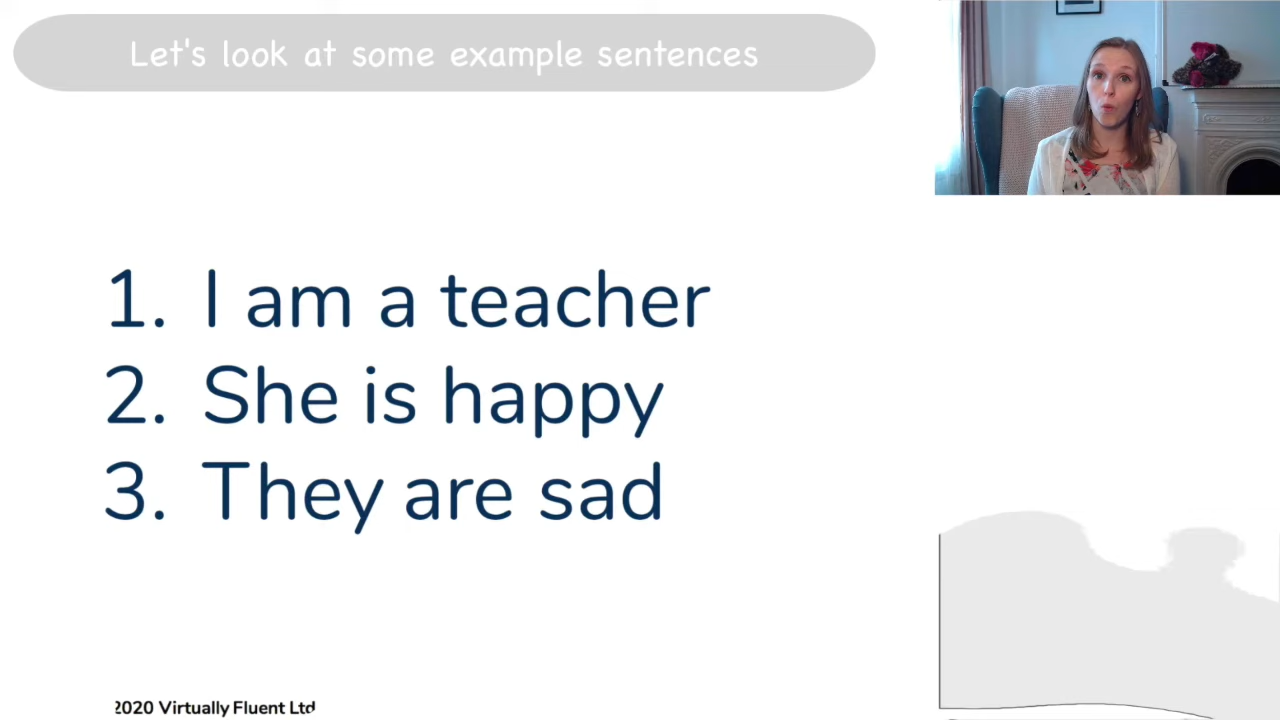 Let's look at some example sentences
1. I am a teacher
2. She is happy
3. They are sad
2020 Virtually Fluent Ltd